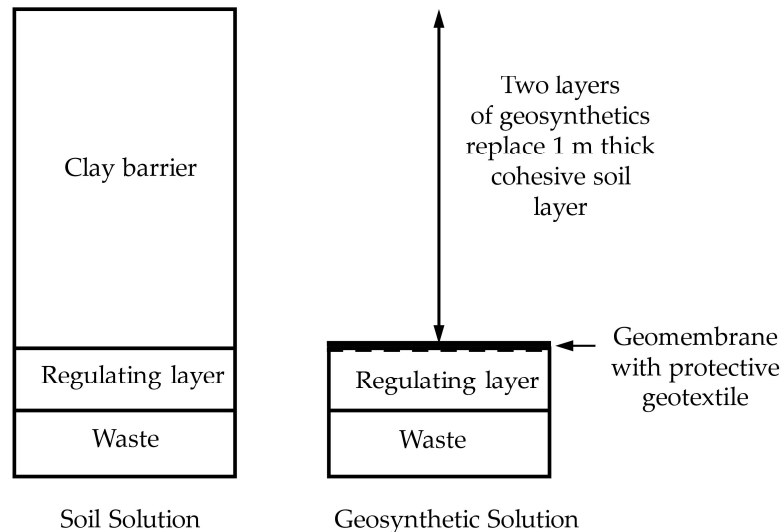 Clay barrier
Regulating layer
Waste
Soil Solution
Two layers
of geosynthetics
replace 1 m thick
cohesive soil
layer
Geomembrane
with protective
geotextile
Regulating layer
Waste
Geosynthetic Solution